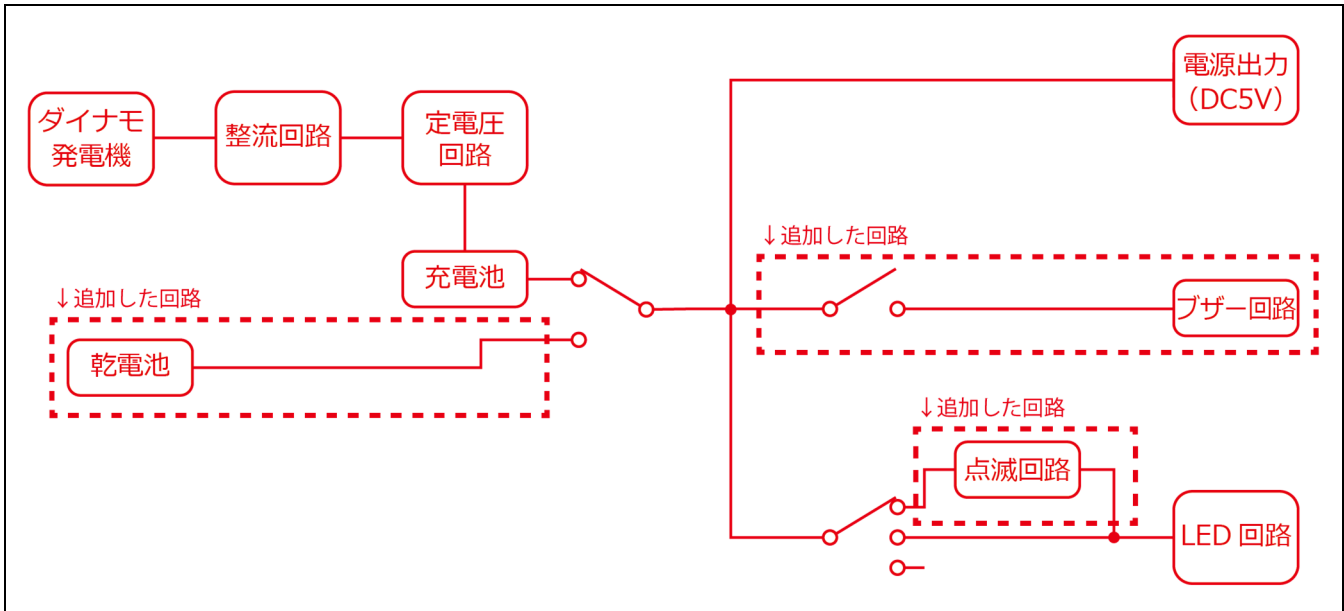 ダイナモ
発電機
整流回路
定電圧
回路
電源出力
（DC5V）
充電池
↓追加した回路
乾電池
↓追加した回路
ブザー回路
↓追加した回路
点滅回路
LED 回路